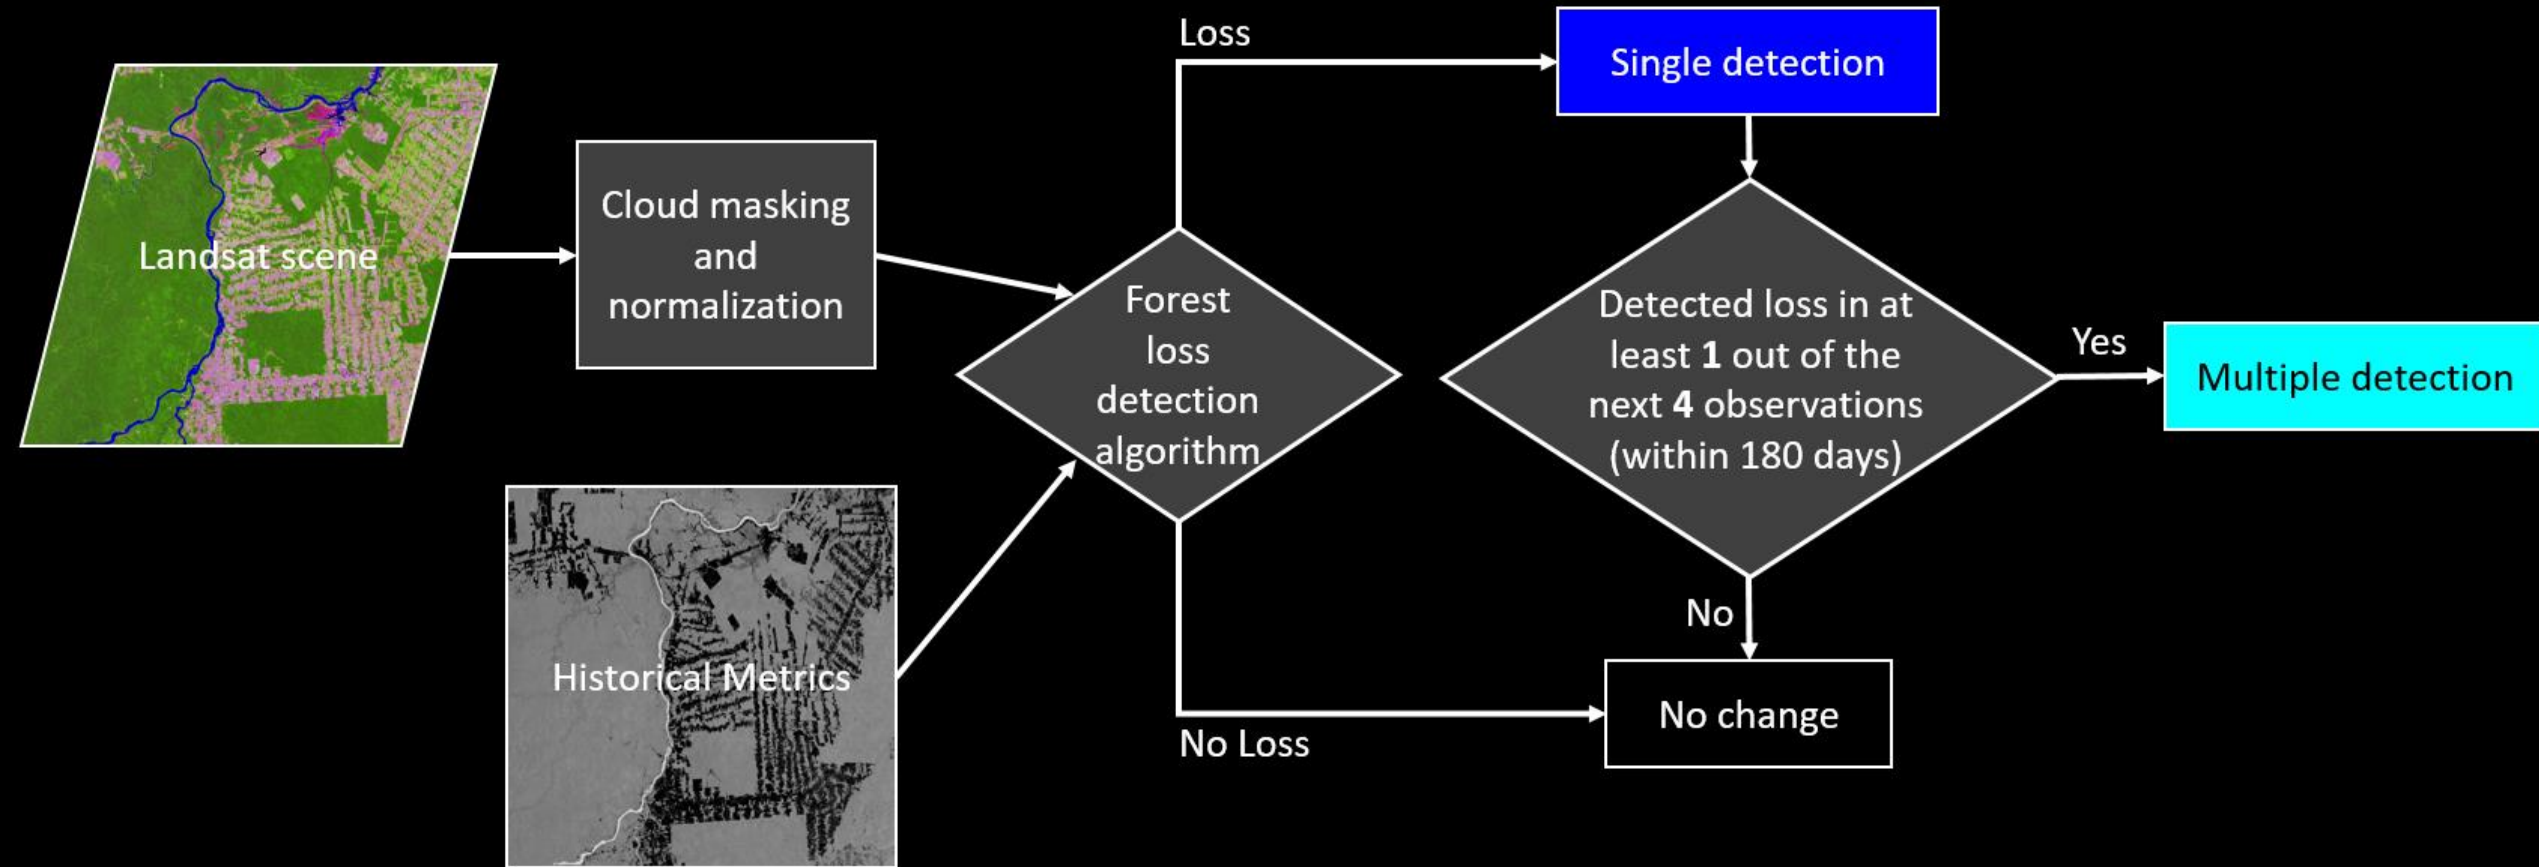 Landsat scene
Cloud masking
and
normalization
Historical Metrics
Forest
loss
detection
algorithm
Loss
No Loss
Single detection
Detected loss in at
least 1 out of the
next 4 observations
(within 180 days)
Yes
Multiple detection
No
No change